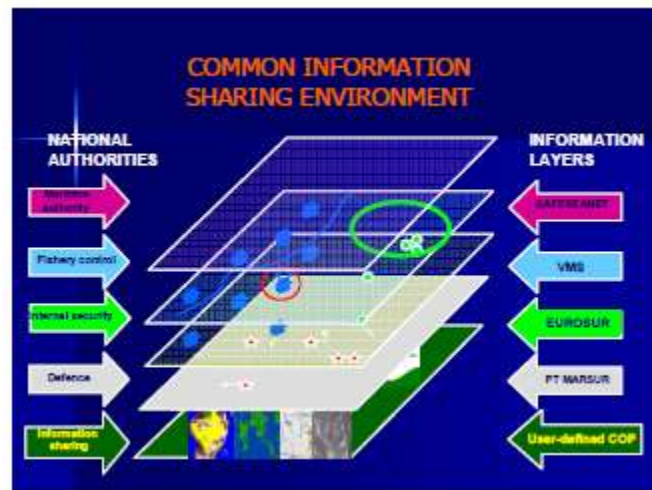 COMMON INFORMATION
SHARING ENVIRONMENT
NATIONAL
AUTHORITIES
INFORMATION
LAYERS
Maritime
authority
SAFESEANET
Fishery control
VMS
Internal security
EUROSUR
Defence
PT MARSUR
Information
sharing
User-defined COP